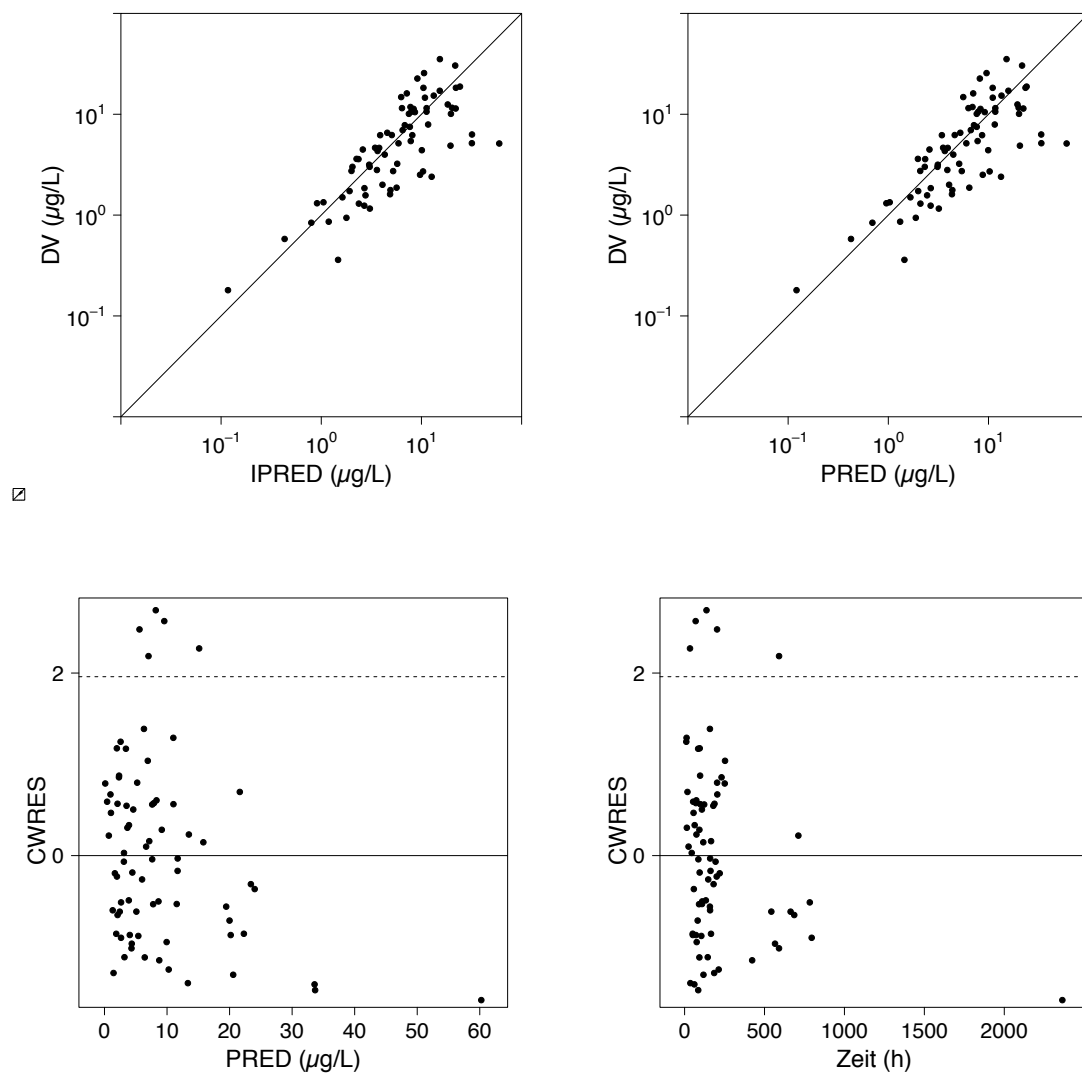 DV (µg/L)
10¹
10⁰
10⁻¹
10⁻¹ 10⁰ 10¹
IPRED (µg/L)
DV (µg/L)
10¹
10⁰
10⁻¹
10⁻¹ 10⁰ 10¹
PRED (µg/L)
CWRES
2
0
0 10 20 30 40 50 60
PRED (µg/L)
CWRES
2
0
0 500 1000 1500 2000
Zeit (h)